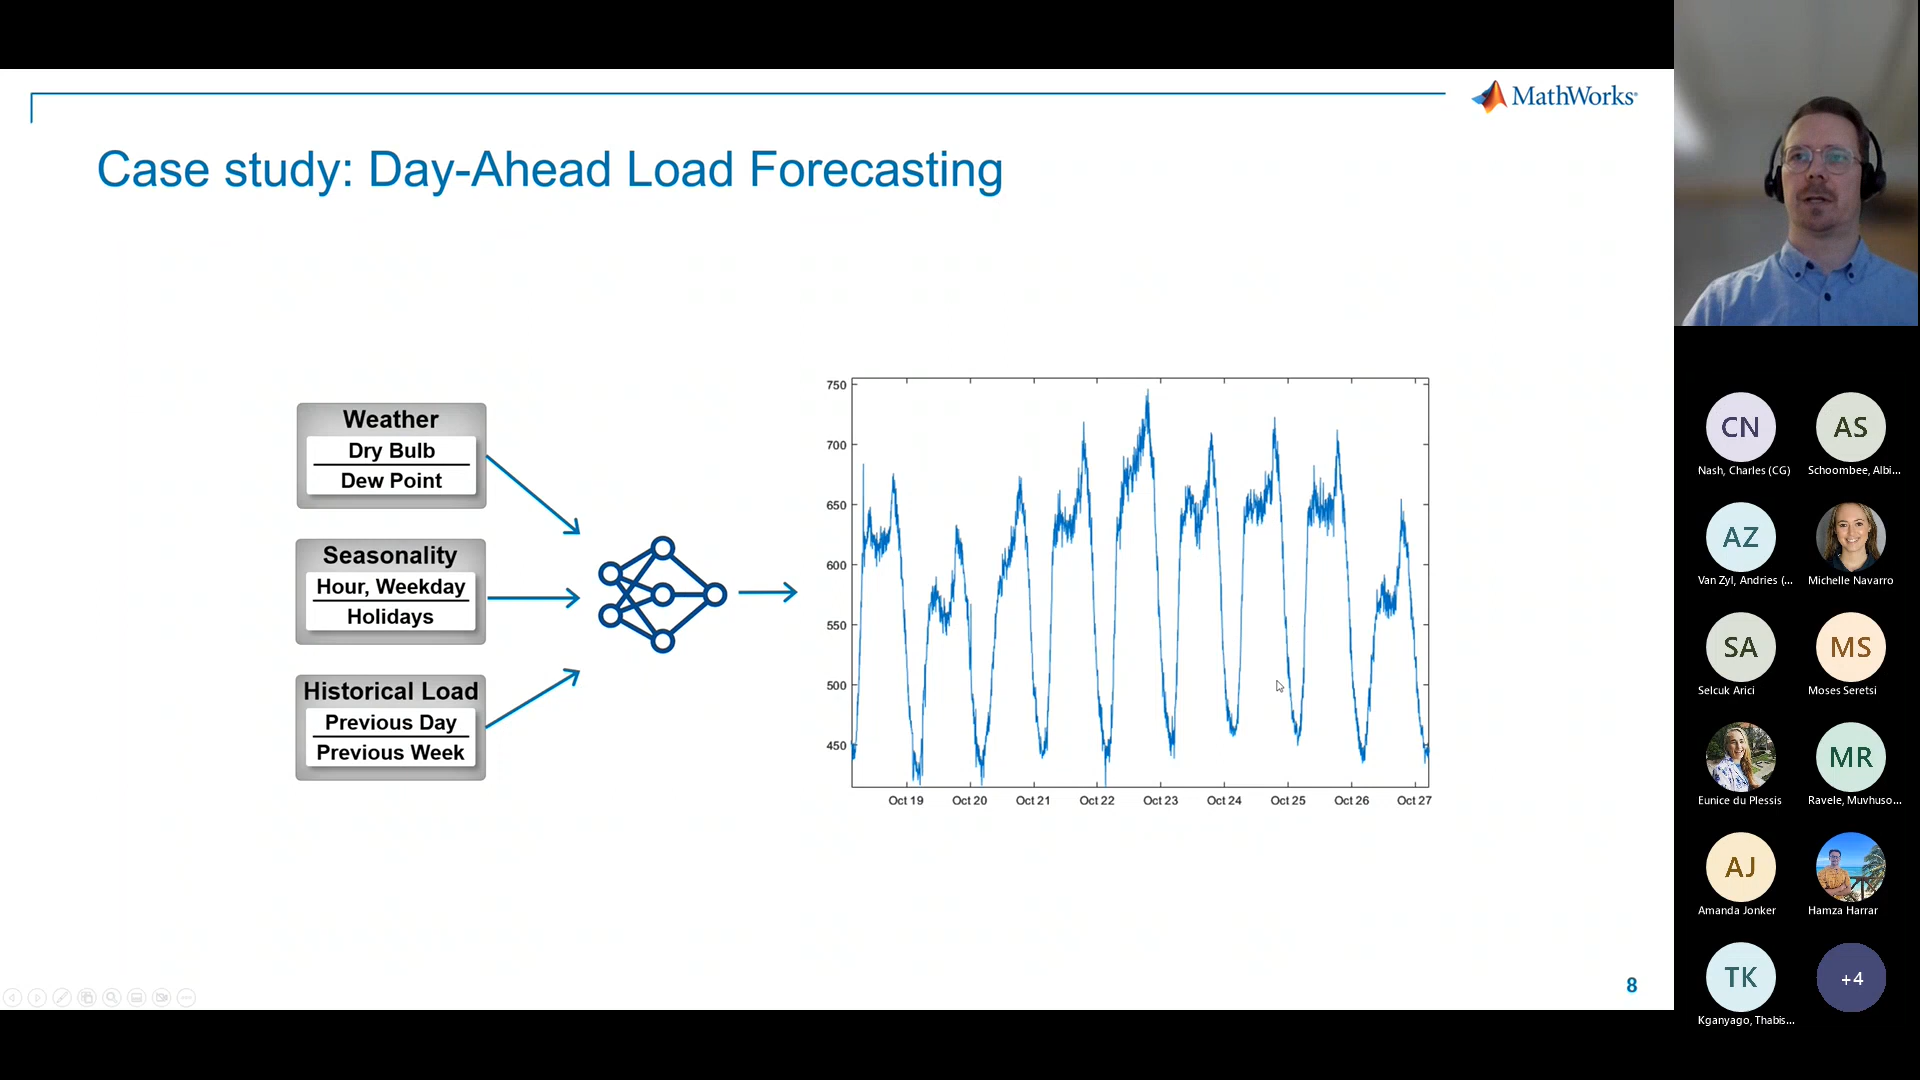 MathWorks®
Case study: Day-Ahead Load Forecasting
Weather
Dry Bulb
Dew Point
Seasonality
Hour, Weekday
Holidays
Historical Load
Previous Day
Previous Week
750
700
650
600
550
500
450
Oct 19 Oct 20 Oct 21 Oct 22 Oct 23 Oct 24 Oct 25 Oct 26 Oct 27
8
CN AS
Nash, Charles (CG) Schoombee, Albi...
AZ
Van Zyl, Andries (... Michelle Navarro
SA MS
Selcuk Arici Moses Seretsi
MR
Eunice du Plessis Ravele, Muvhuso...
AJ
Amanda Jonker Hamza Harrar
TK +4
Kganyago, Thabis...